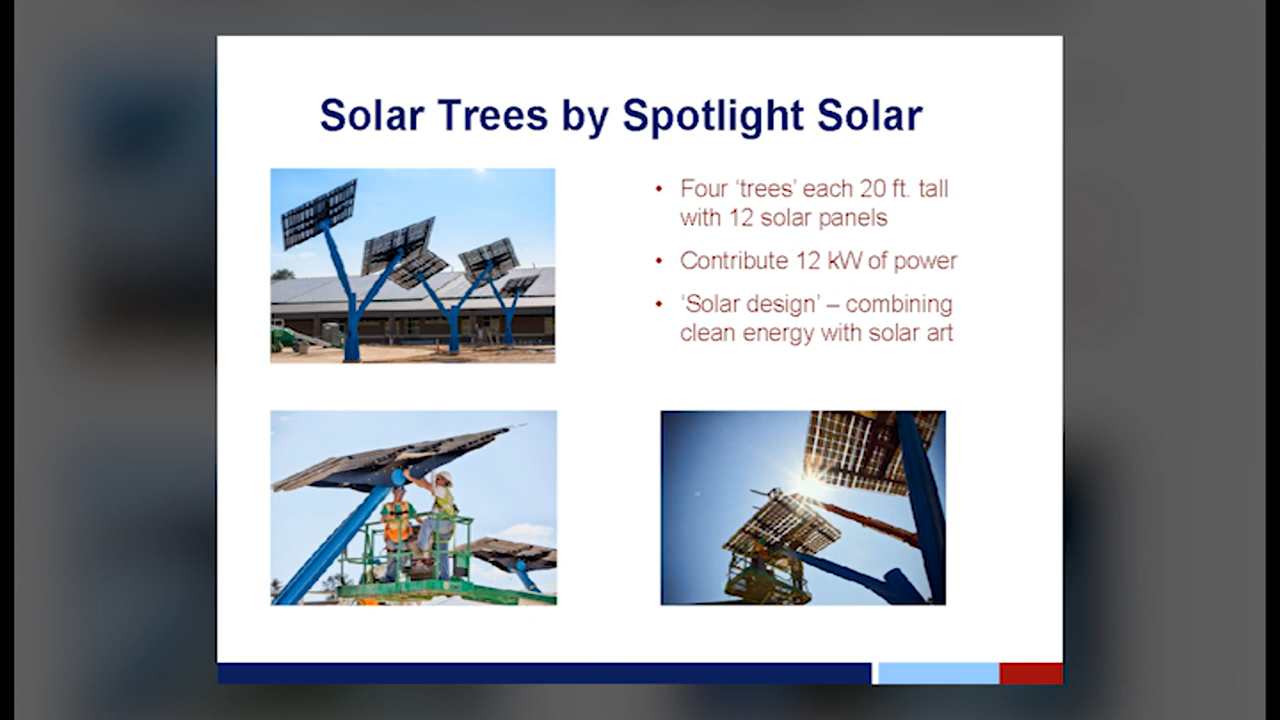 Solar Trees by Spotlight Solar
• Four ‘trees’ each 20 ft. tall
with 12 solar panels
• Contribute 12 kW of power
• ‘Solar design’ – combining
clean energy with solar art